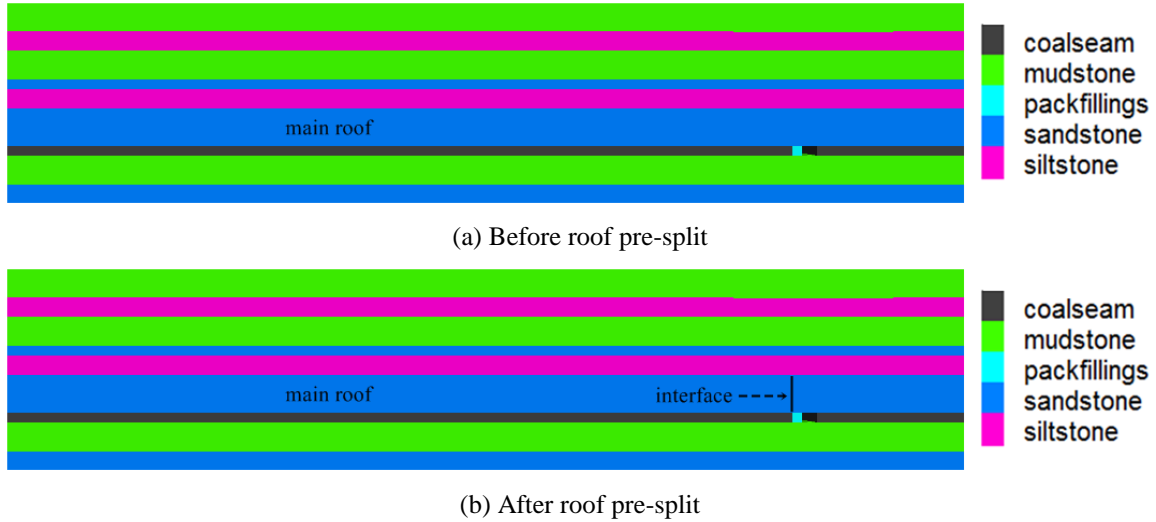 coalseam
mudstone
main roof
packfillings
sandstone
siltstone
(a) Before roof pre-split
coalseam
mudstone
main roof
interface
packfillings
sandstone
siltstone
(b) After roof pre-split